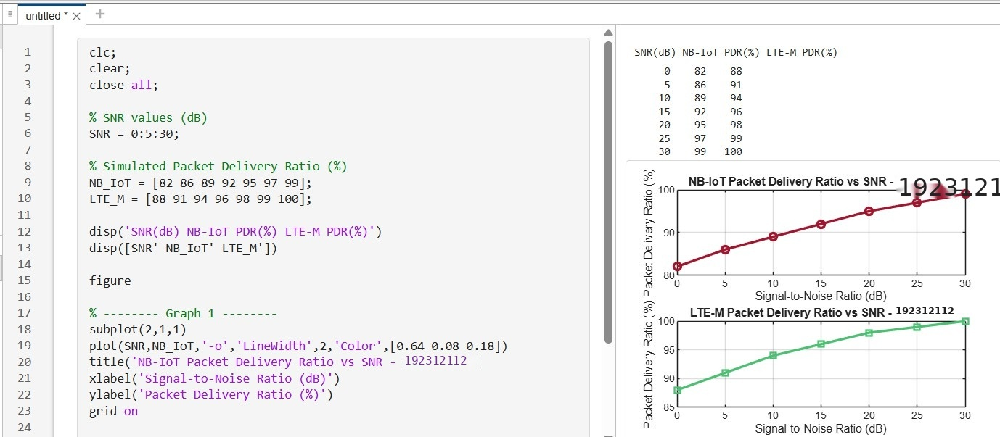 untitled *
1 clc;
2 clear;
3 close all;
4
5 % SNR values (dB)
6 SNR = 0:5:30;
7
8 % Simulated Packet Delivery Ratio (%)
9 NB_IoT = [82 86 89 92 95 97 99];
10 LTE_M = [88 91 94 96 98 99 100];
11
12 disp('SNR(dB) NB-IoT PDR(%) LTE-M PDR(%)')
13 disp([SNR' NB_IoT' LTE_M'])
14
15 figure
16
17 % -------- Graph 1 --------
18 subplot(2,1,1)
19 plot(SNR,NB_IoT,'-o','LineWidth',2,'Color',[0.64 0.08 0.18])
20 title('NB-IoT Packet Delivery Ratio vs SNR - 192312112
21 xlabel('Signal-to-Noise Ratio (dB)')
22 ylabel('Packet Delivery Ratio (%)')
23 grid on
24
SNR(dB) NB-IoT PDR(%) LTE-M PDR(%)
0 82 88
5 86 91
10 89 94
15 92 96
20 95 98
25 97 99
30 99 100
NB-IoT Packet Delivery Ratio vs SNR - 1923121
Packet Delivery Ratio (%)
100
90
80
0 5 10 15 20 25 30
Signal-to-Noise Ratio (dB)
LTE-M Packet Delivery Ratio vs SNR - 192312112
Packet Delivery Ratio (%)
100
95
90
85
0 5 10 15 20 25 30
Signal-to-Noise Ratio (dB)